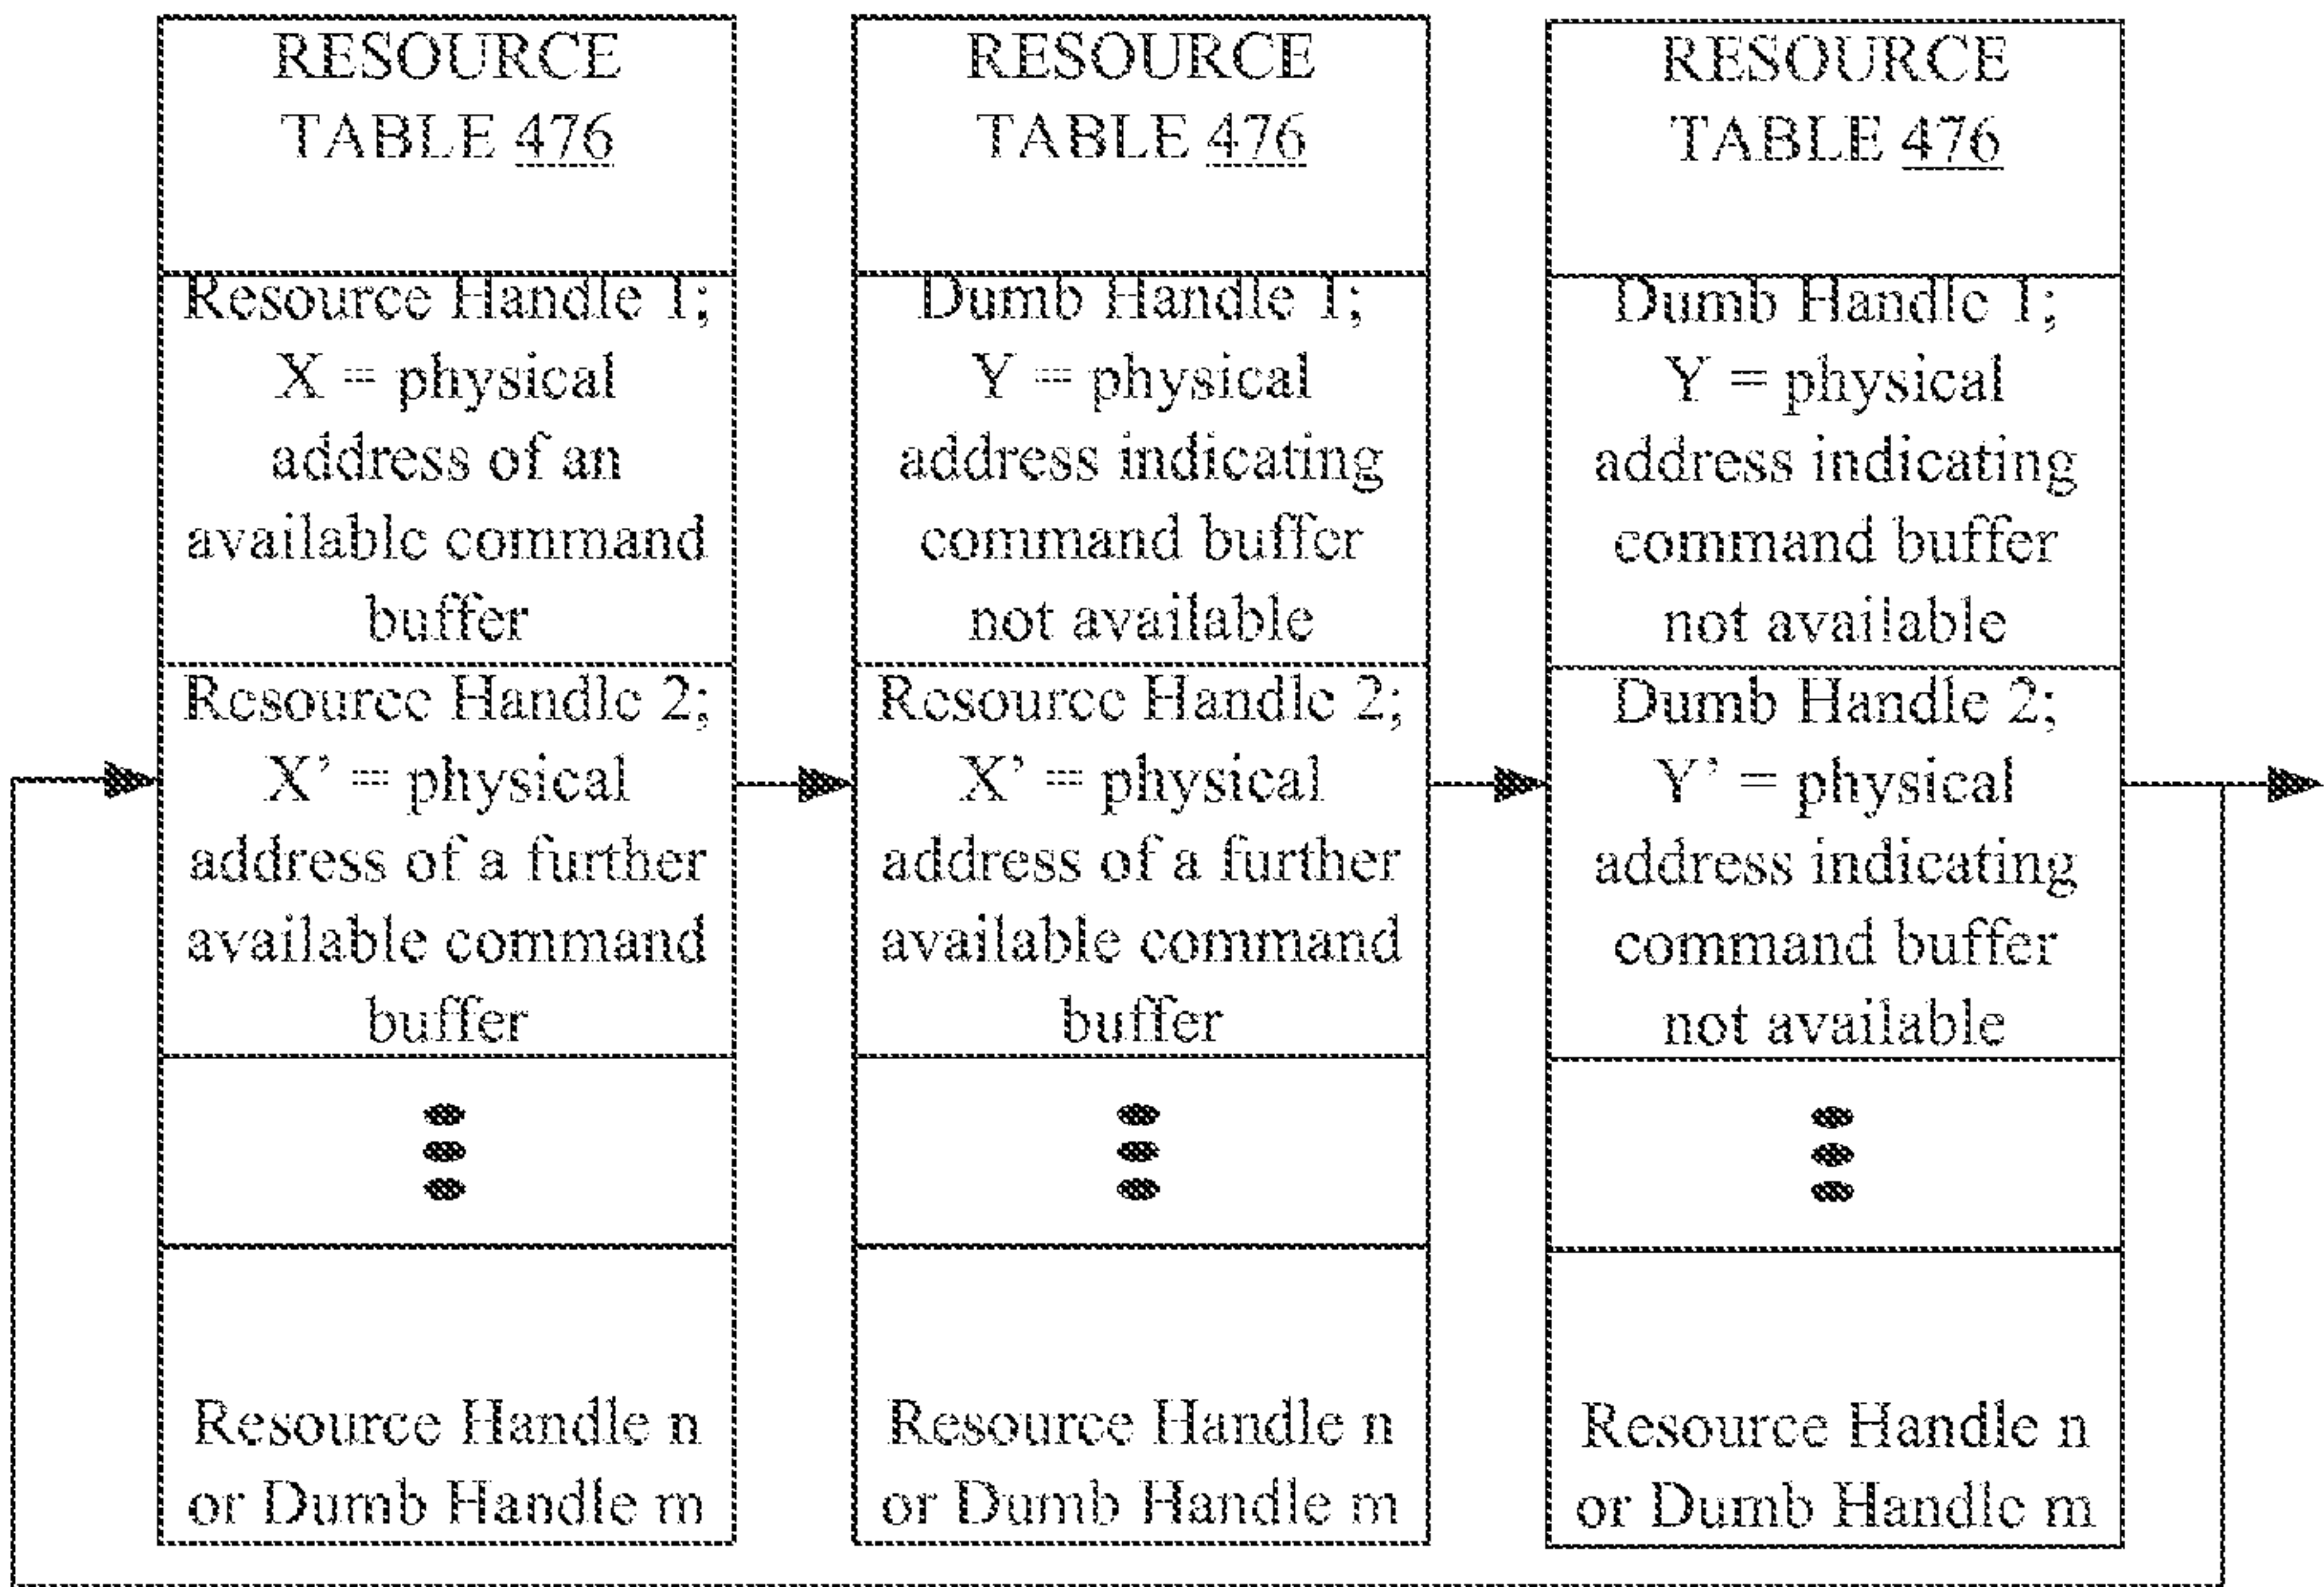 RESOURCE
TABLE 476
Resource Handle 1;
X = physical
address of an
available command
buffer
Resource Handle 2;
X’ = physical
address of a further
available command
buffer
Resource Handle n
or Dumb Handle m
RESOURCE
TABLE 476
Dumb Handle 1;
Y = physical
address indicating
command buffer
not available
Resource Handle 2;
X’ = physical
address of a further
available command
buffer
Resource Handle n
or Dumb Handle m
RESOURCE
TABLE 476
Dumb Handle 1;
Y = physical
address indicating
command buffer
not available
Dumb Handle 2;
Y’ = physical
address indicating
command buffer
not available
Resource Handle n
or Dumb Handle m